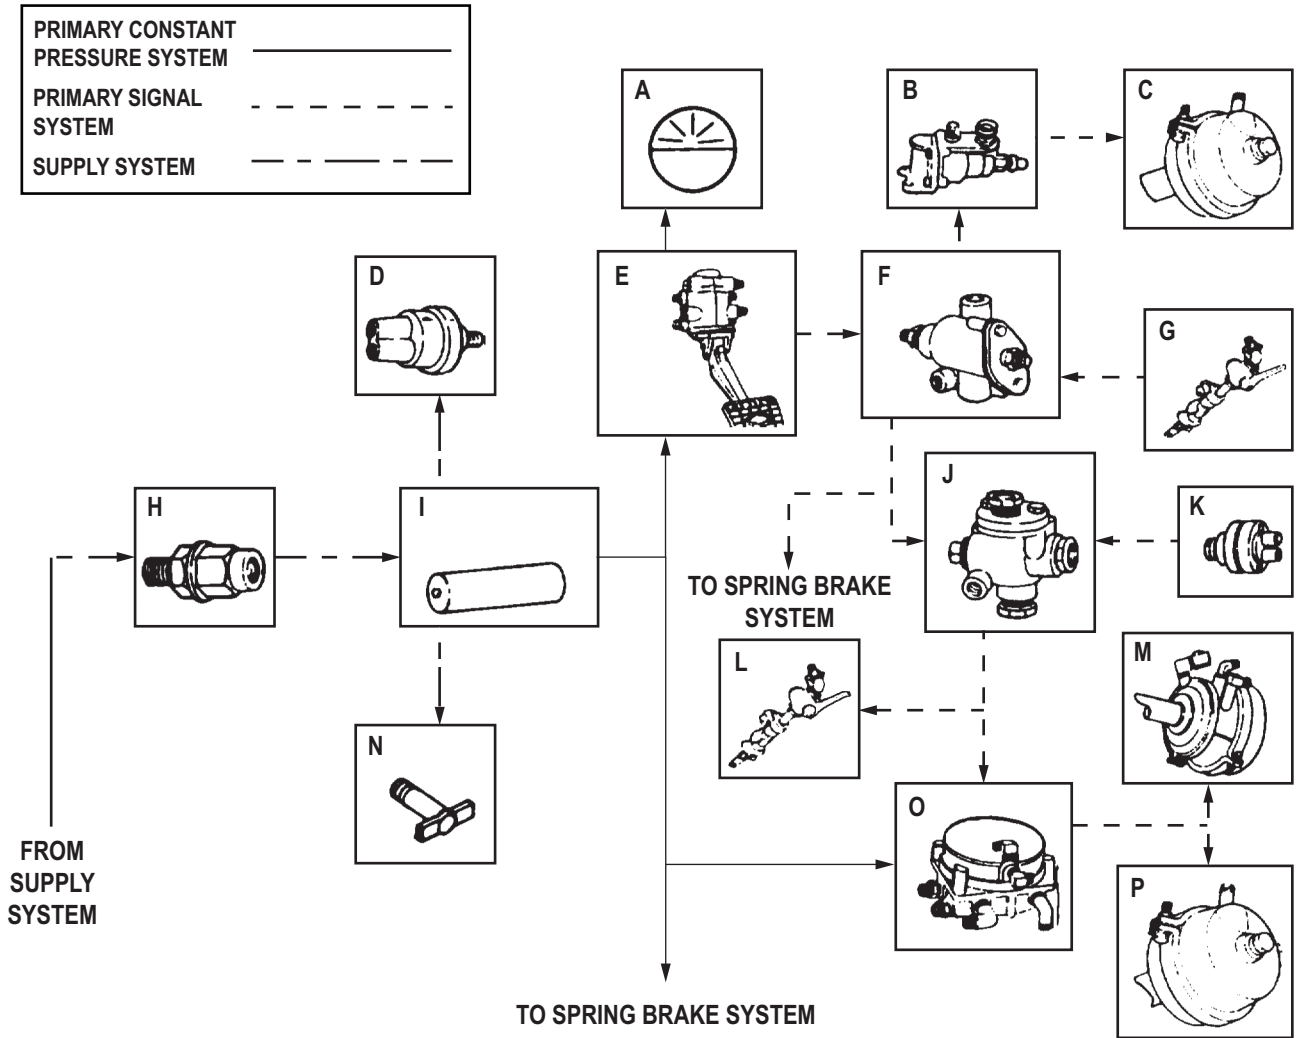 PRIMARY CONSTANT
PRESSURE SYSTEM
PRIMARY SIGNAL
SYSTEM
SUPPLY SYSTEM
A
B
C
D
E
F
G
H
I
J
K
TO SPRING BRAKE
SYSTEM
L
M
N
O
P
FROM
SUPPLY
SYSTEM
TO SPRING BRAKE SYSTEM